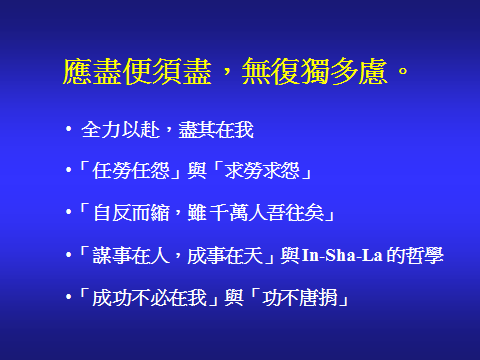 應盡便須盡，無復獨多慮。
• 全力以赴，盡其在我
•「任勞任怨」與「求勞求怨」
•「自反而縮，雖千萬人吾往矣」
•「謀事在人，成事在天」與In-Sha-La 的哲學
•「成功不必在我」與「功不唐捐」